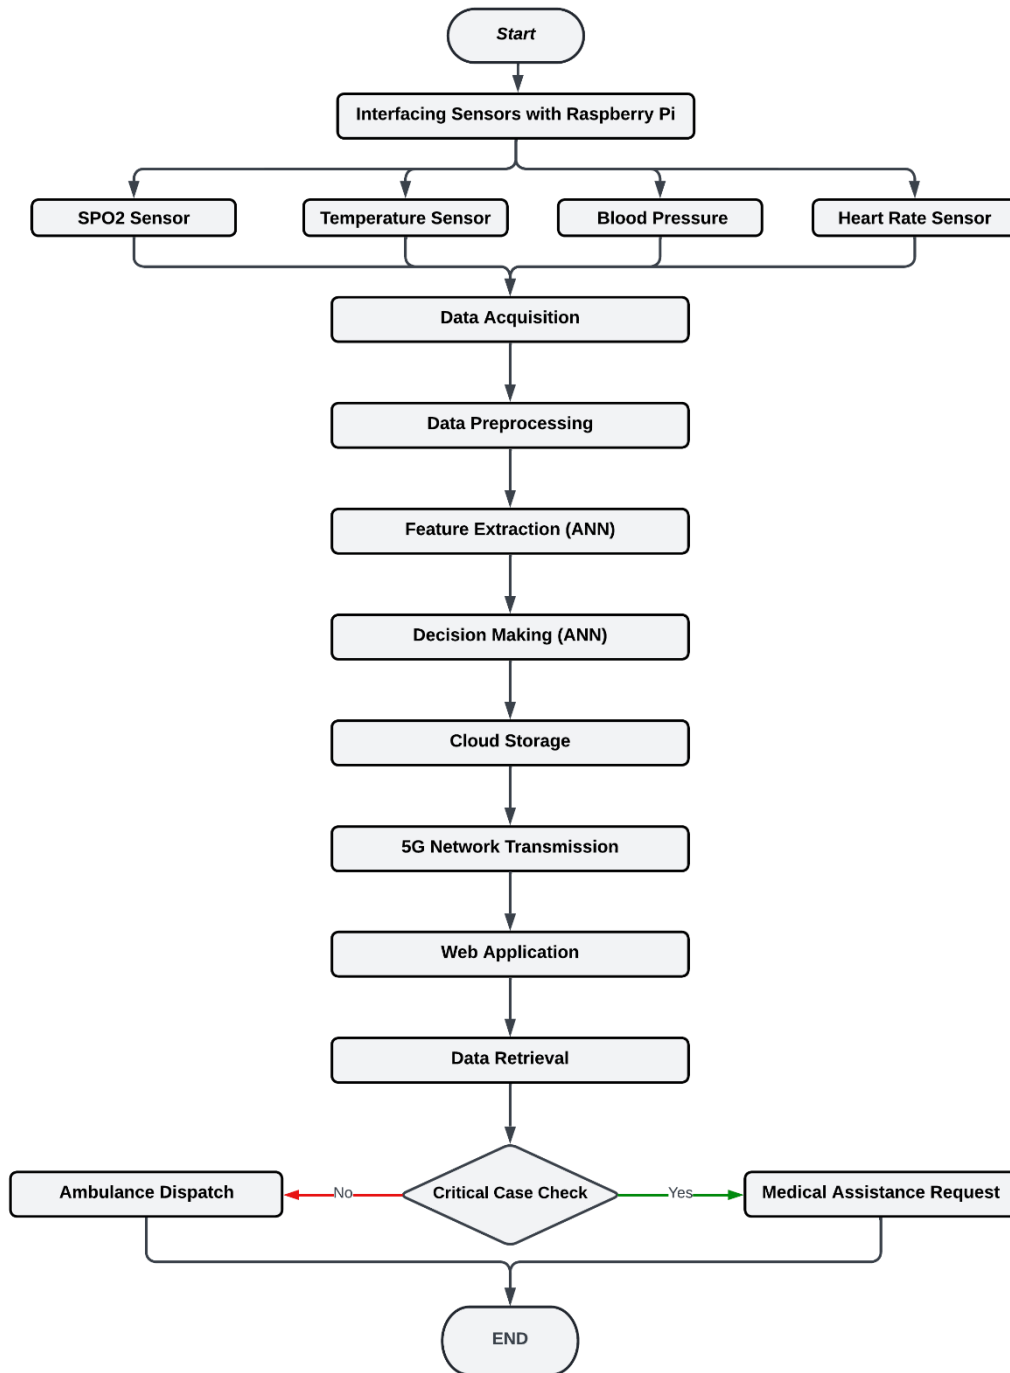 Start
Interfacing Sensors with Raspberry Pi
SPO2 Sensor
Temperature Sensor
Blood Pressure
Heart Rate Sensor
Data Acquisition
Data Preprocessing
Feature Extraction (ANN)
Decision Making (ANN)
Cloud Storage
5G Network Transmission
Web Application
Data Retrieval
Ambulance Dispatch
No
Critical Case Check
Yes
Medical Assistance Request
END